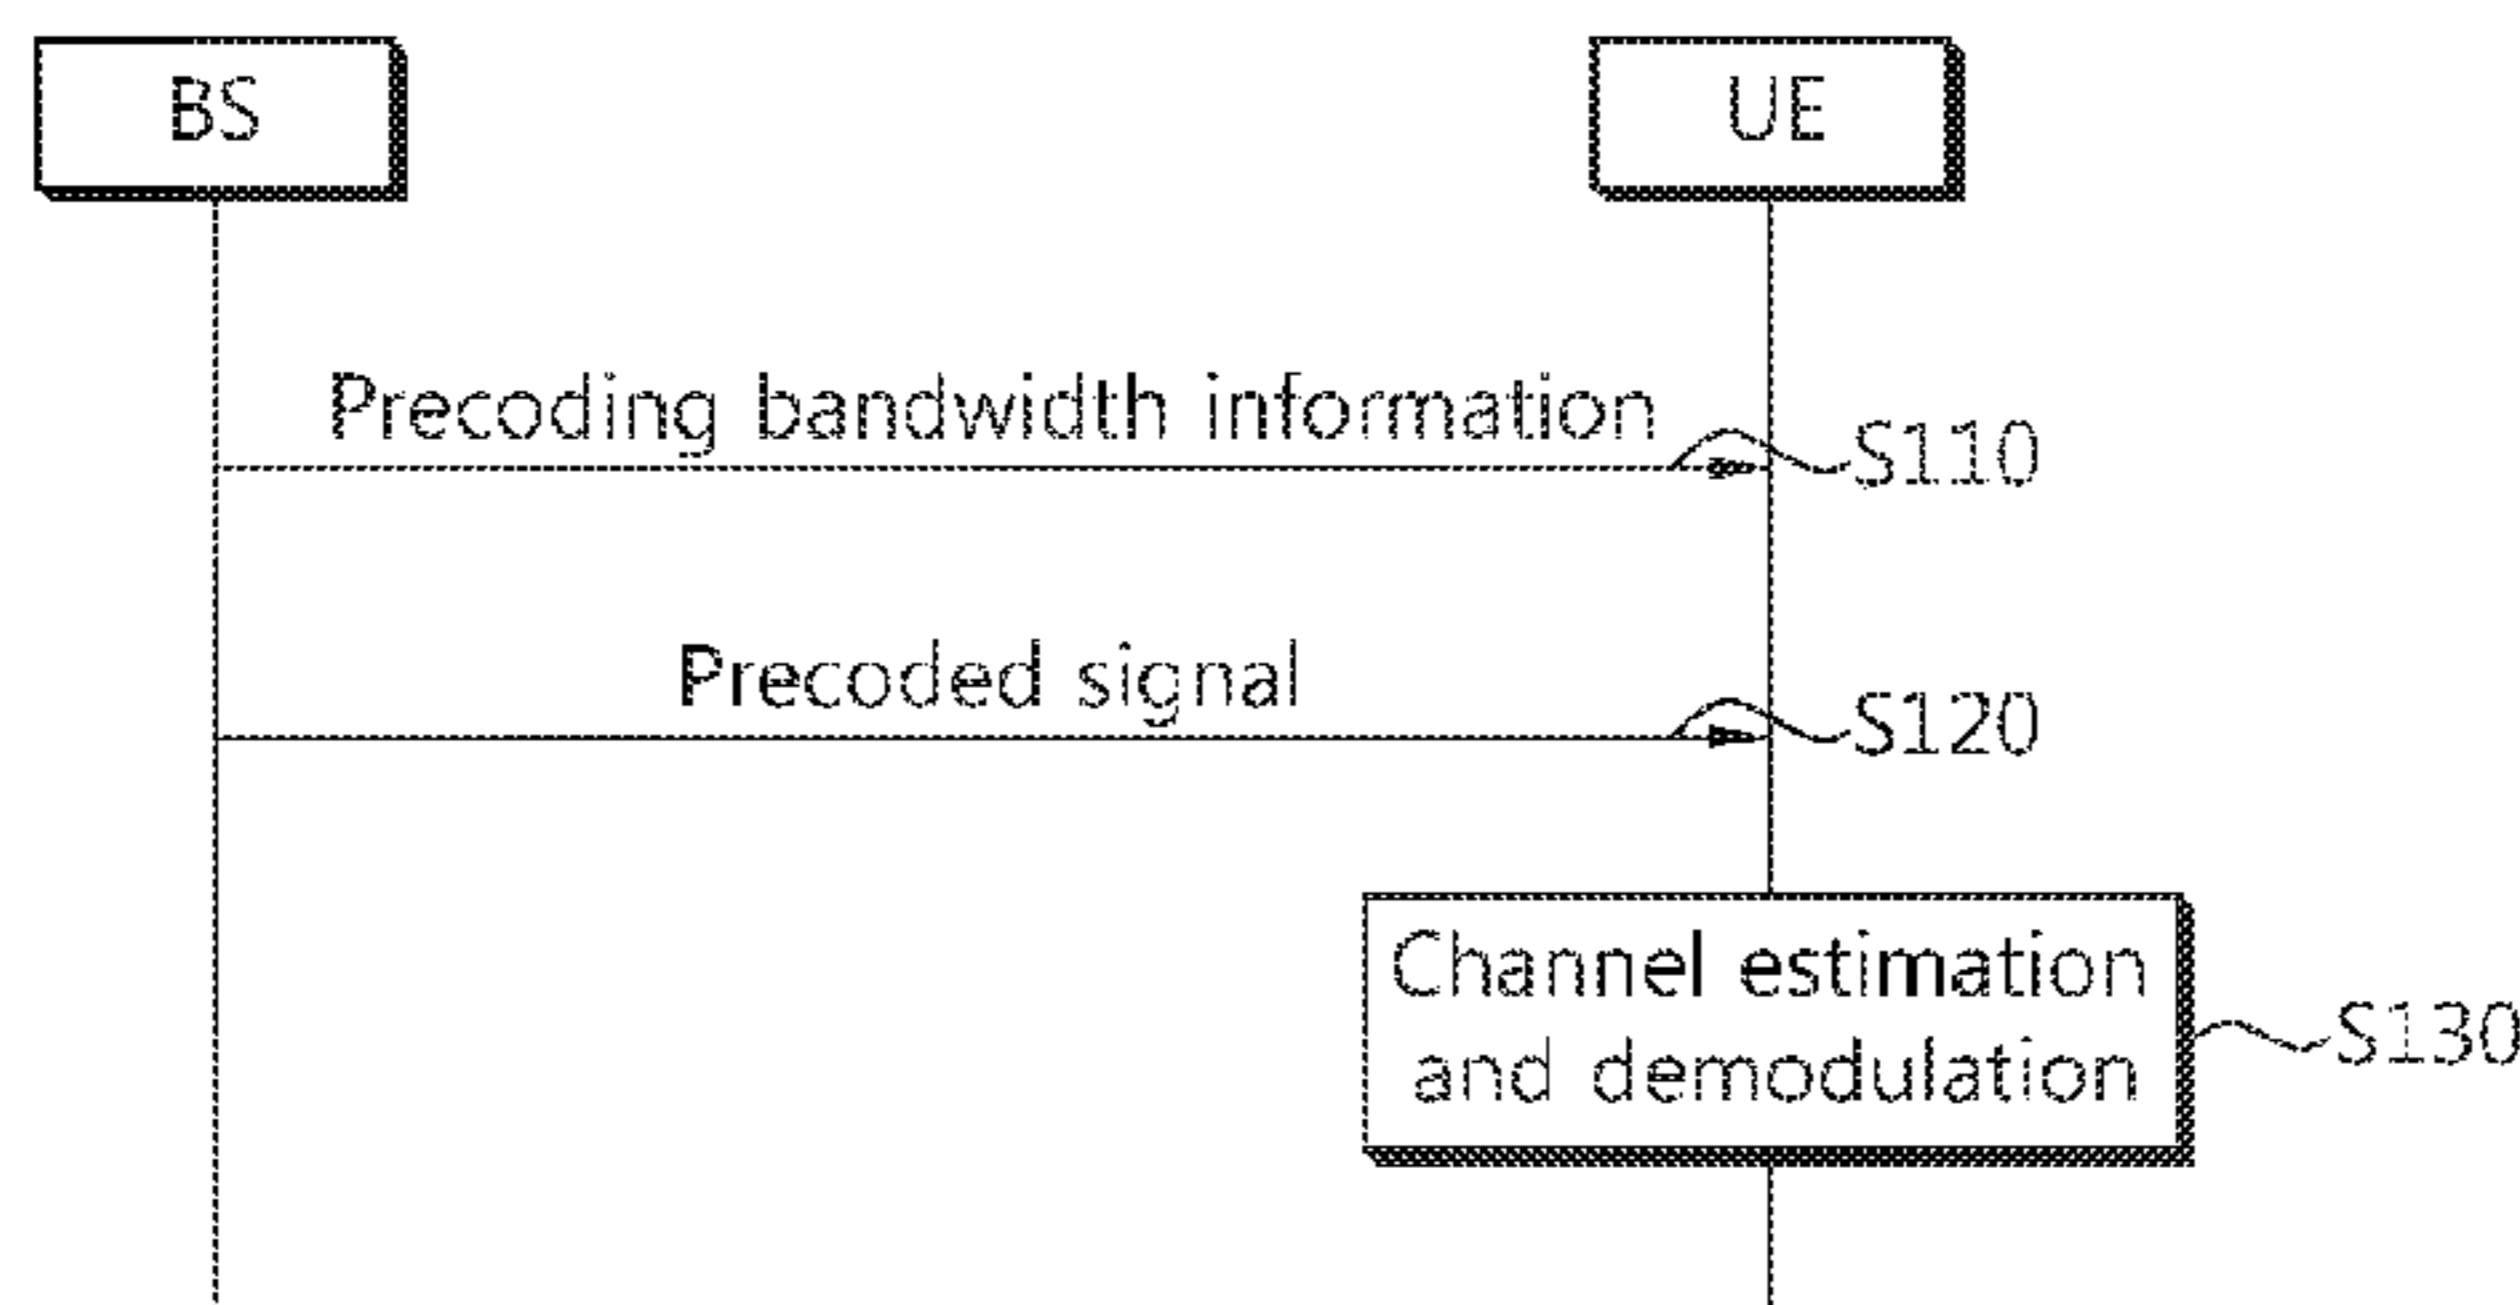 BS
UE
Precoding bandwidth information
S110
Precoded signal
S120
Channel estimation
and demodulation
S130